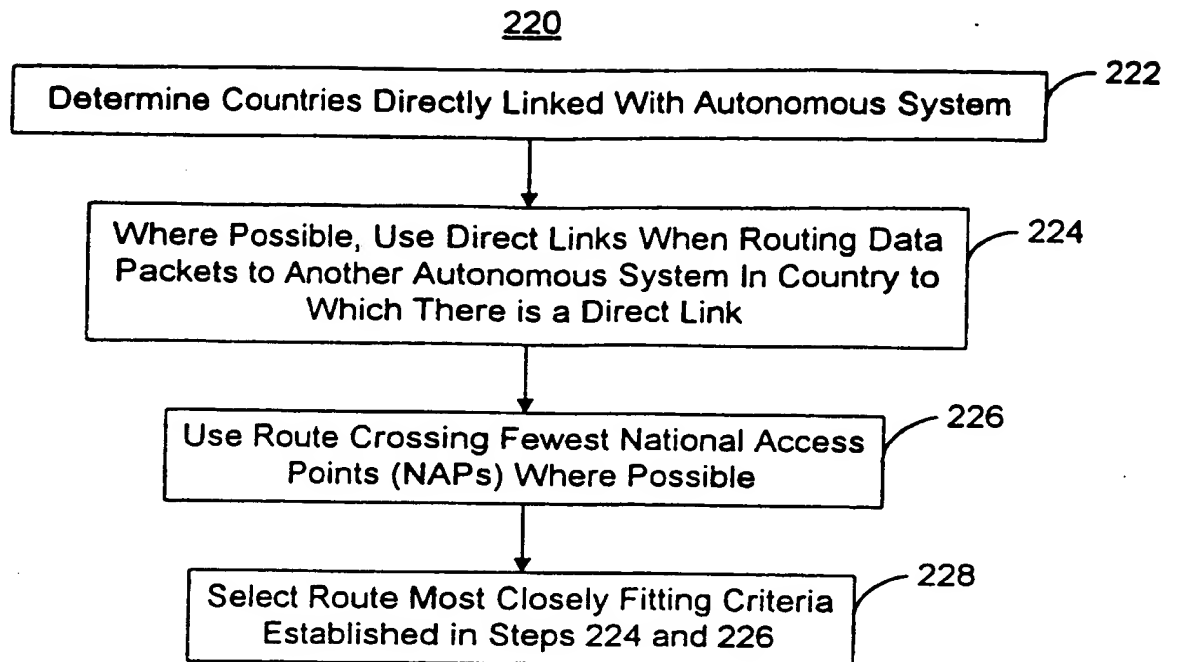 220
Determine Countries Directly Linked With Autonomous System
222
Where Possible, Use Direct Links When Routing Data
Packets to Another Autonomous System In Country to
Which There is a Direct Link
224
Use Route Crossing Fewest National Access
Points (NAPs) Where Possible
226
Select Route Most Closely Fitting Criteria
Established in Steps 224 and 226
228